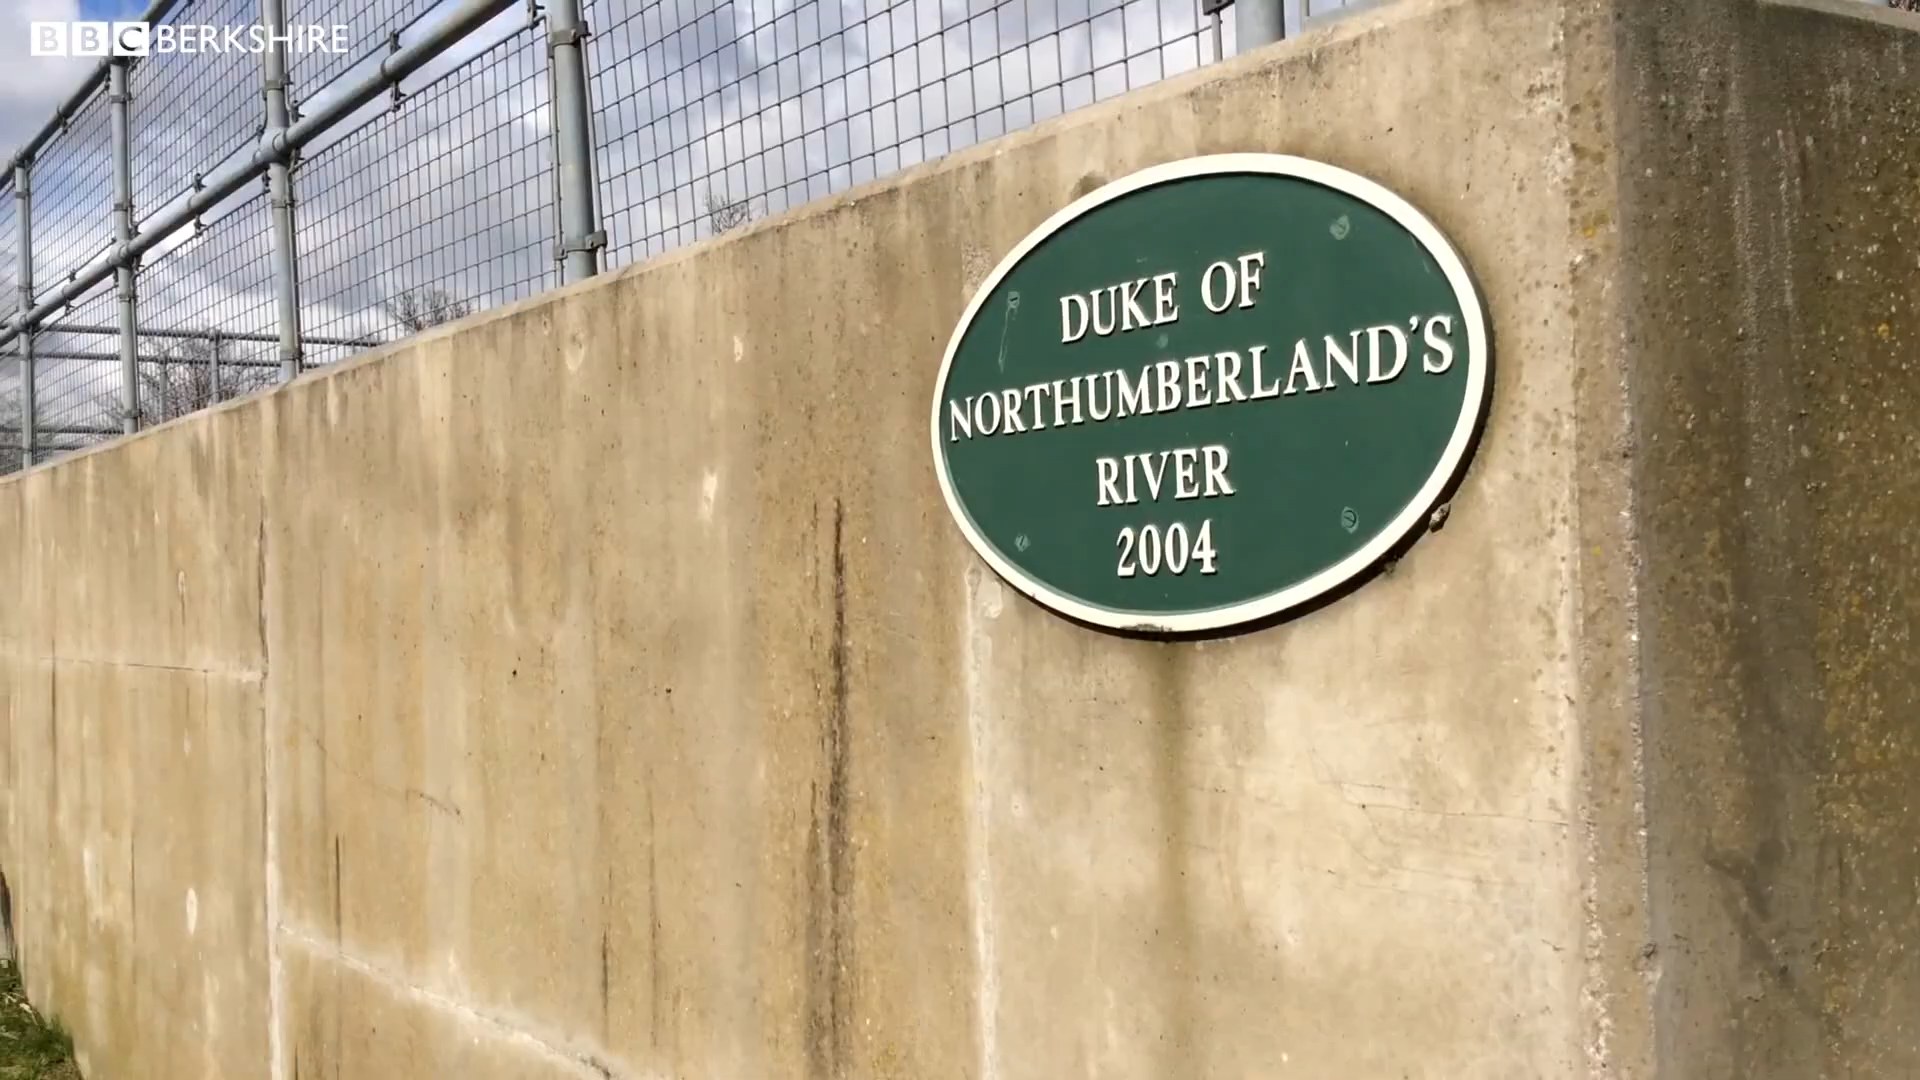 BBC BERKSHIRE
DUKE OF
NORTHUMBERLAND'S
RIVER
2004